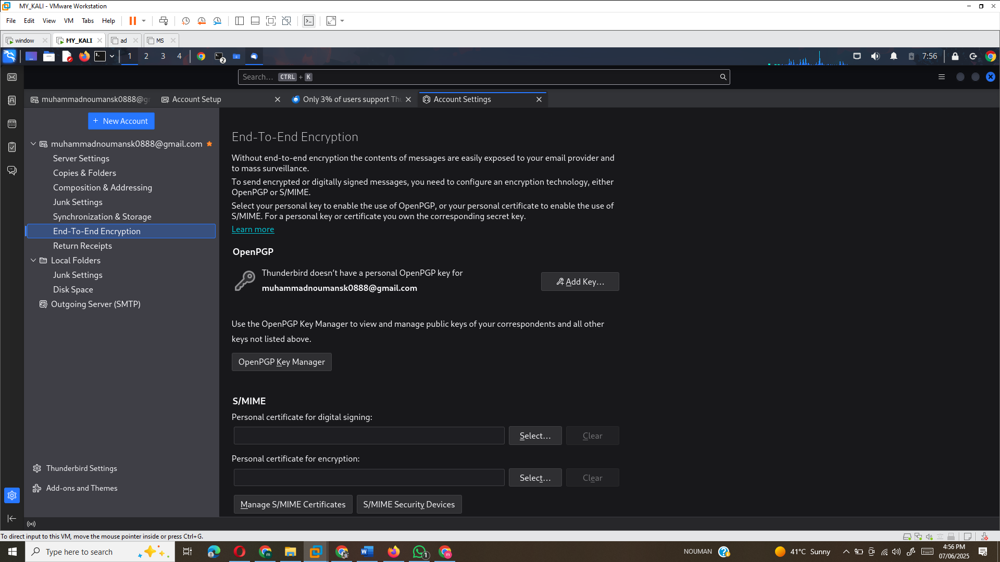 MY_KALI - VMware Workstation
File Edit View VM Tabs Help
window MY_KALI ad MS
1 2 3 4 2 7:56
Search... CTRL + K
muhammadnoumansk0888@gr Account Setup Only 3% of users support Thu Account Settings
+ New Account
muhammadnoumansk0888@gmail.com
Server Settings
Copies & Folders
Composition & Addressing
Junk Settings
Synchronization & Storage
End-To-End Encryption
Return Receipts
Local Folders
Junk Settings
Disk Space
Outgoing Server (SMTP)
Thunderbird Settings
Add-ons and Themes
End-To-End Encryption
Without end-to-end encryption the contents of messages are easily exposed to your email provider and
to mass surveillance.
To send encrypted or digitally signed messages, you need to configure an encryption technology, either
OpenPGP or S/MIME.
Select your personal key to enable the use of OpenPGP, or your personal certificate to enable the use of
S/MIME. For a personal key or certificate you own the corresponding secret key.
Learn more
OpenPGP
Thunderbird doesn’t have a personal OpenPGP key for
muhammadnoumansk0888@gmail.com
Add Key…
Use the OpenPGP Key Manager to view and manage public keys of your correspondents and all other
keys not listed above.
OpenPGP Key Manager
S/MIME
Personal certificate for digital signing:
Select… Clear
Personal certificate for encryption:
Select… Clear
Manage S/MIME Certificates S/MIME Security Devices
To direct input to this VM, move the mouse pointer inside or press Ctrl+G.
Type here to search
NOUMAN 41°C Sunny
4:56 PM
07/06/2025